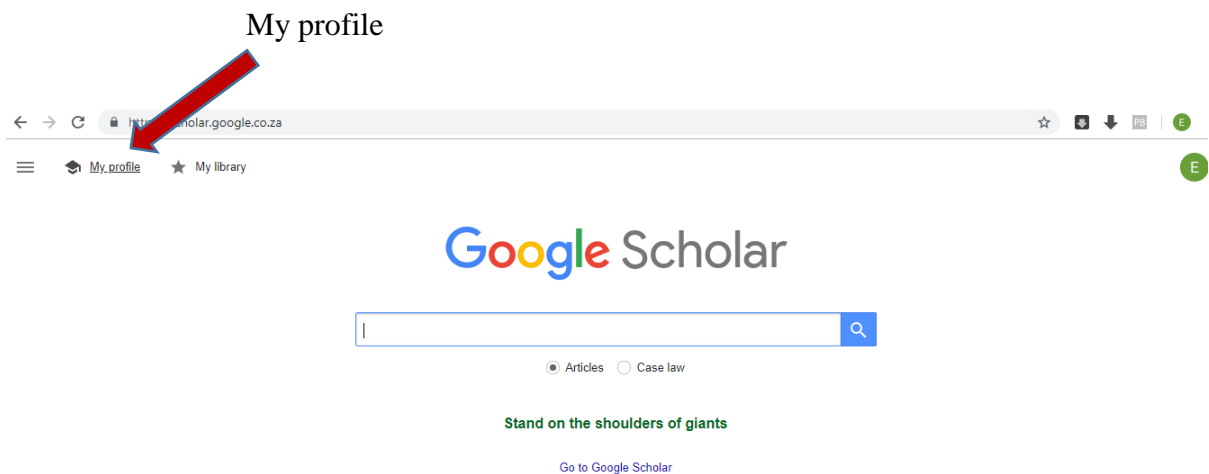 My profile
scholar.google.co.za
PB E
My profile My library
E
Google Scholar
Articles Case law
Stand on the shoulders of giants
Go to Google Scholar